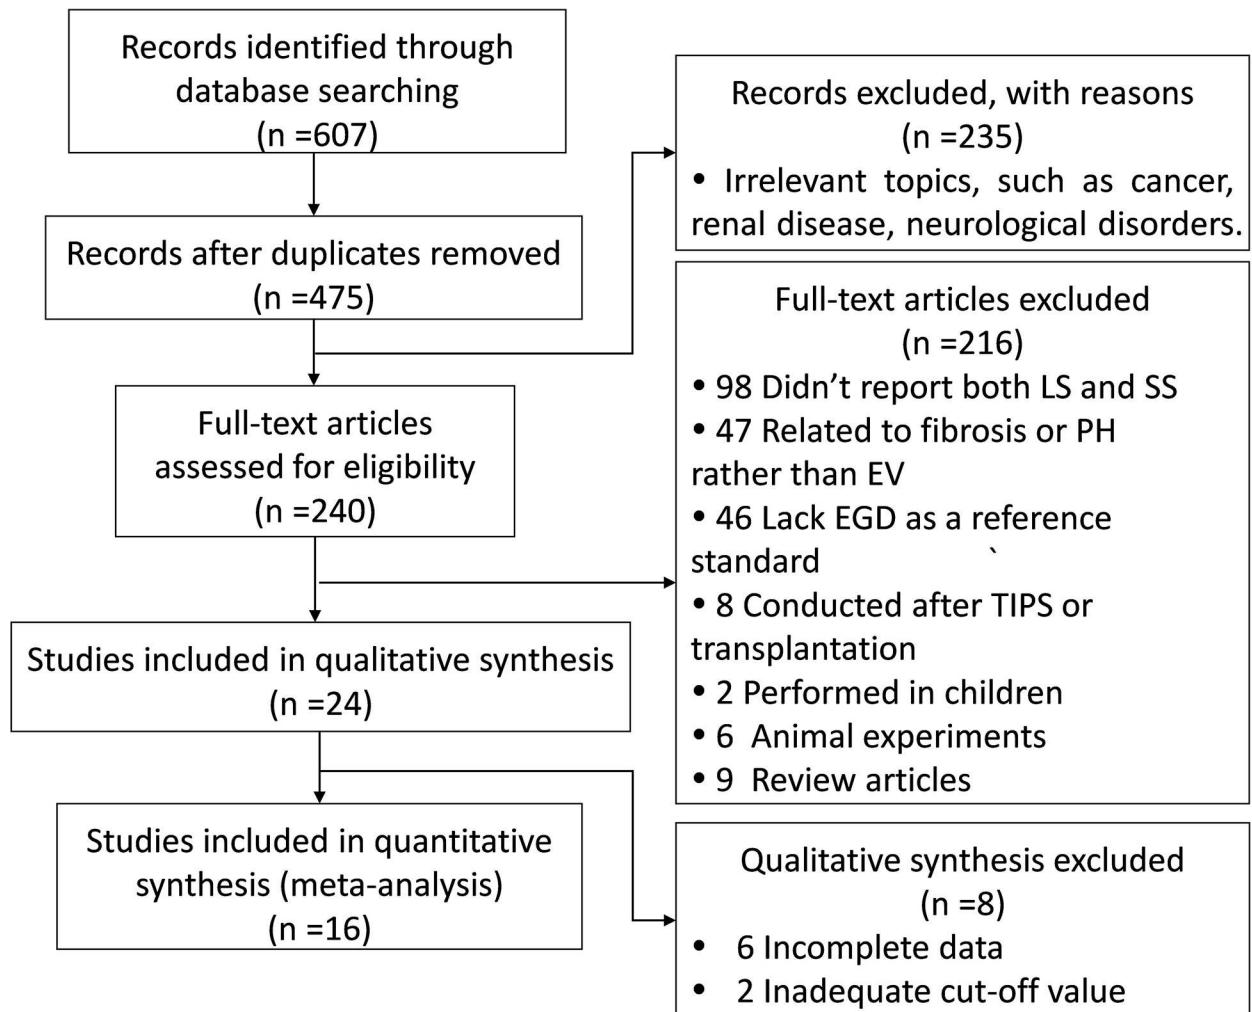 Records identified through
database searching
(n =607)
Records after duplicates removed
(n =475)
Full-text articles
assessed for eligibility
(n =240)
Studies included in qualitative synthesis
(n =24)
Studies included in quantitative
synthesis (meta-analysis)
(n =16)
Records excluded, with reasons
(n =235)
• Irrelevant topics, such as cancer,
renal disease, neurological disorders.
Full-text articles excluded
(n =216)
• 98 Didn’t report both LS and SS
• 47 Related to fibrosis or PH
rather than EV
• 46 Lack EGD as a reference
standard `
• 8 Conducted after TIPS or
transplantation
• 2 Performed in children
• 6 Animal experiments
• 9 Review articles
Qualitative synthesis excluded
(n =8)
• 6 Incomplete data
• 2 Inadequate cut-off value